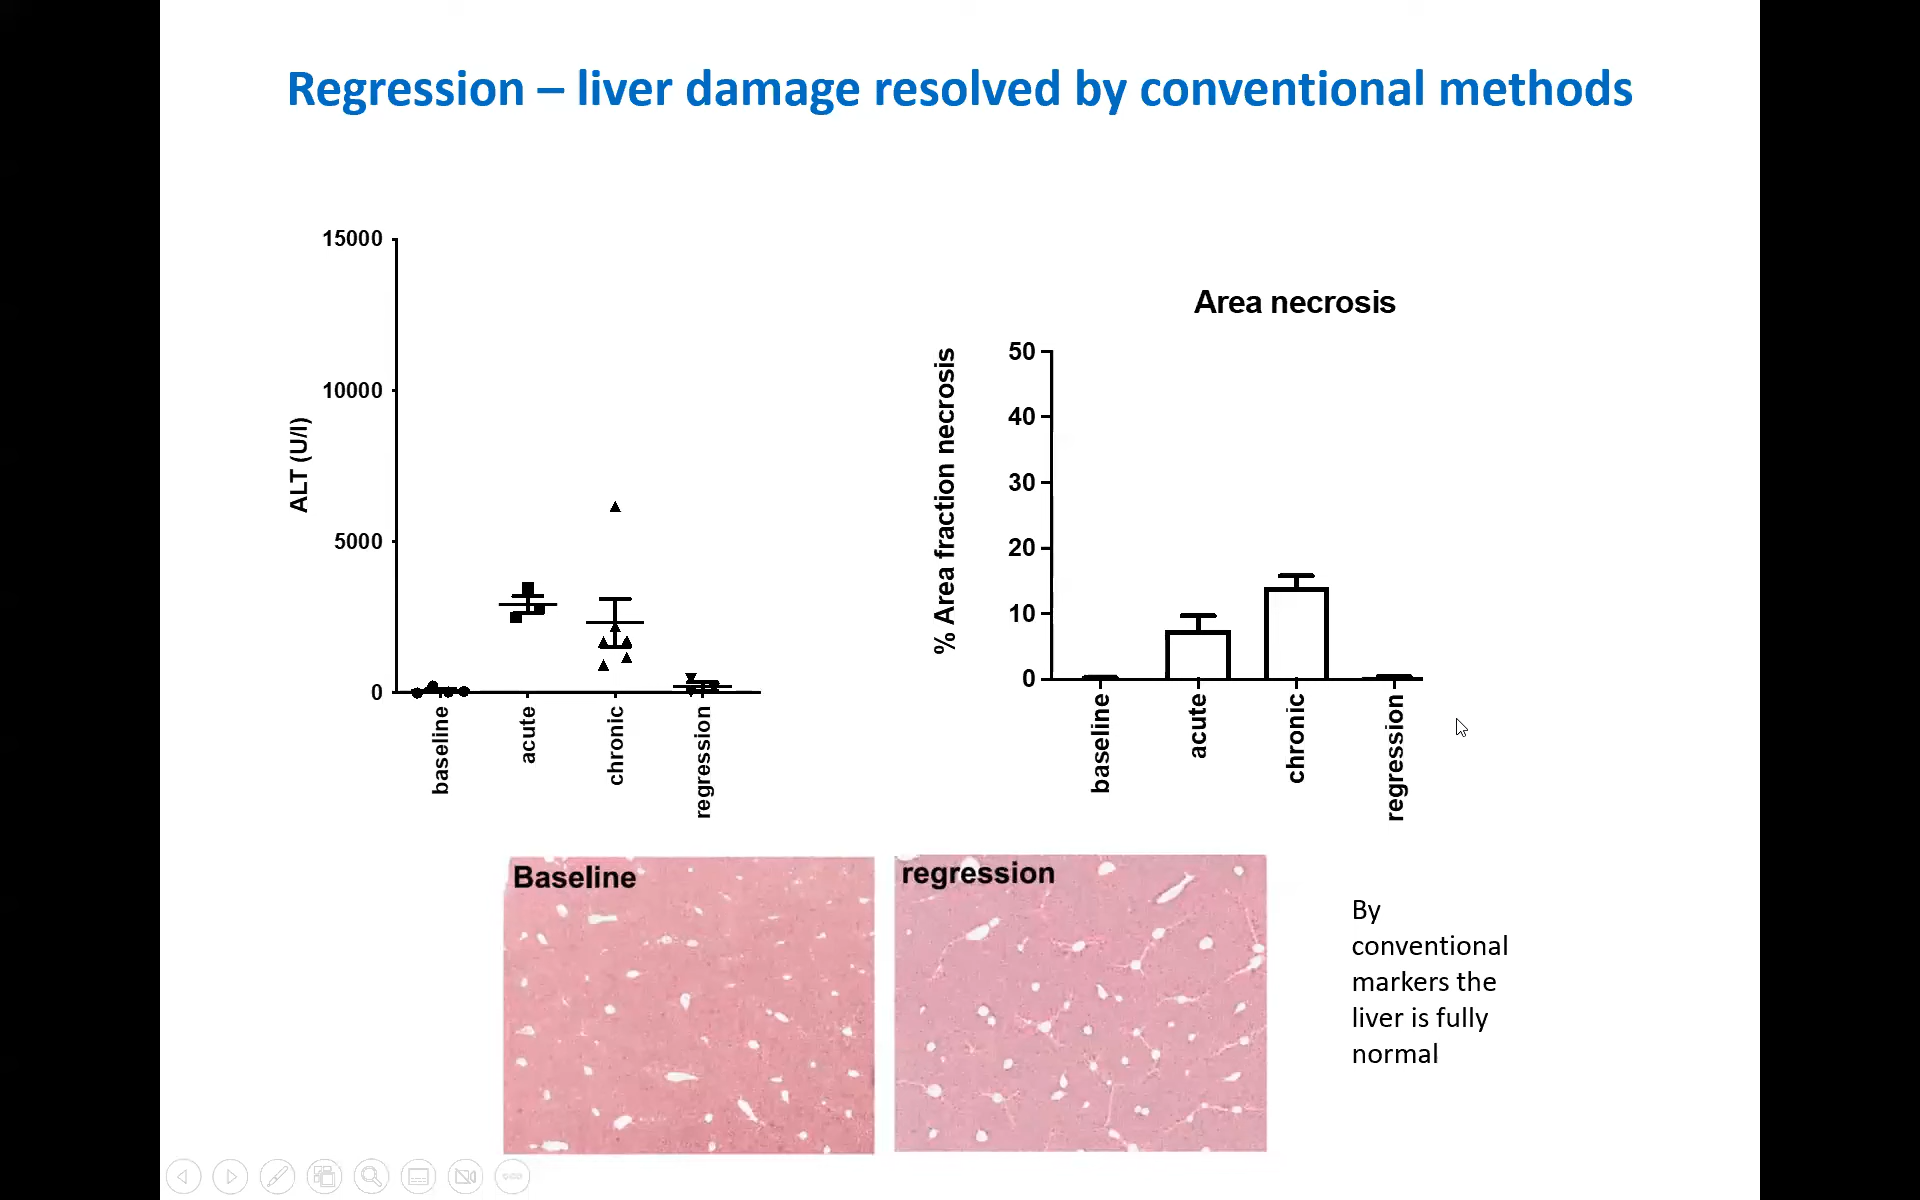 Regression – liver damage resolved by conventional methods
15000
10000
5000
0
ALT (U/l)
baseline
acute
chronic
regression
Area necrosis
50
40
30
20
10
0
% Area fraction necrosis
baseline
acute
chronic
regression
Baseline
regression
By
conventional
markers the
liver is fully
normal